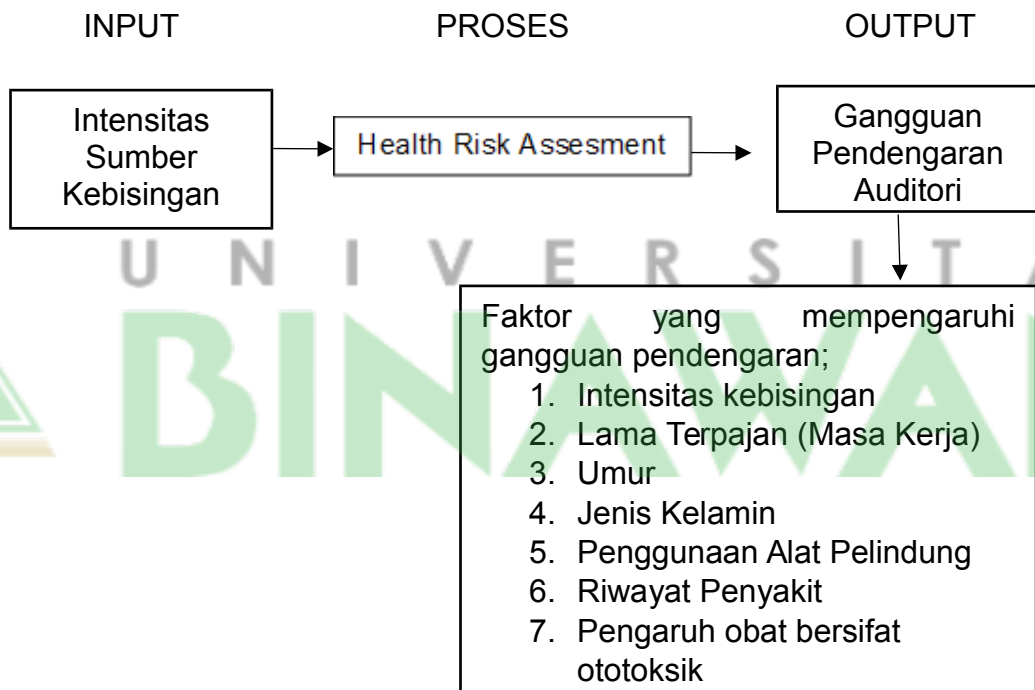 INPUT PROSES OUTPUT
Intensitas
Sumber
Kebisingan
Health Risk Assesment
Gangguan
Pendengaran
Auditori
UNIVERSITA
BINAWA
Faktor yang mempengaruhi
gangguan pendengaran;
1. Intensitas kebisingan
2. Lama Terpajan (Masa Kerja)
3. Umur
4. Jenis Kelamin
5. Penggunaan Alat Pelindung
6. Riwayat Penyakit
7. Pengaruh obat bersifat
ototoksik